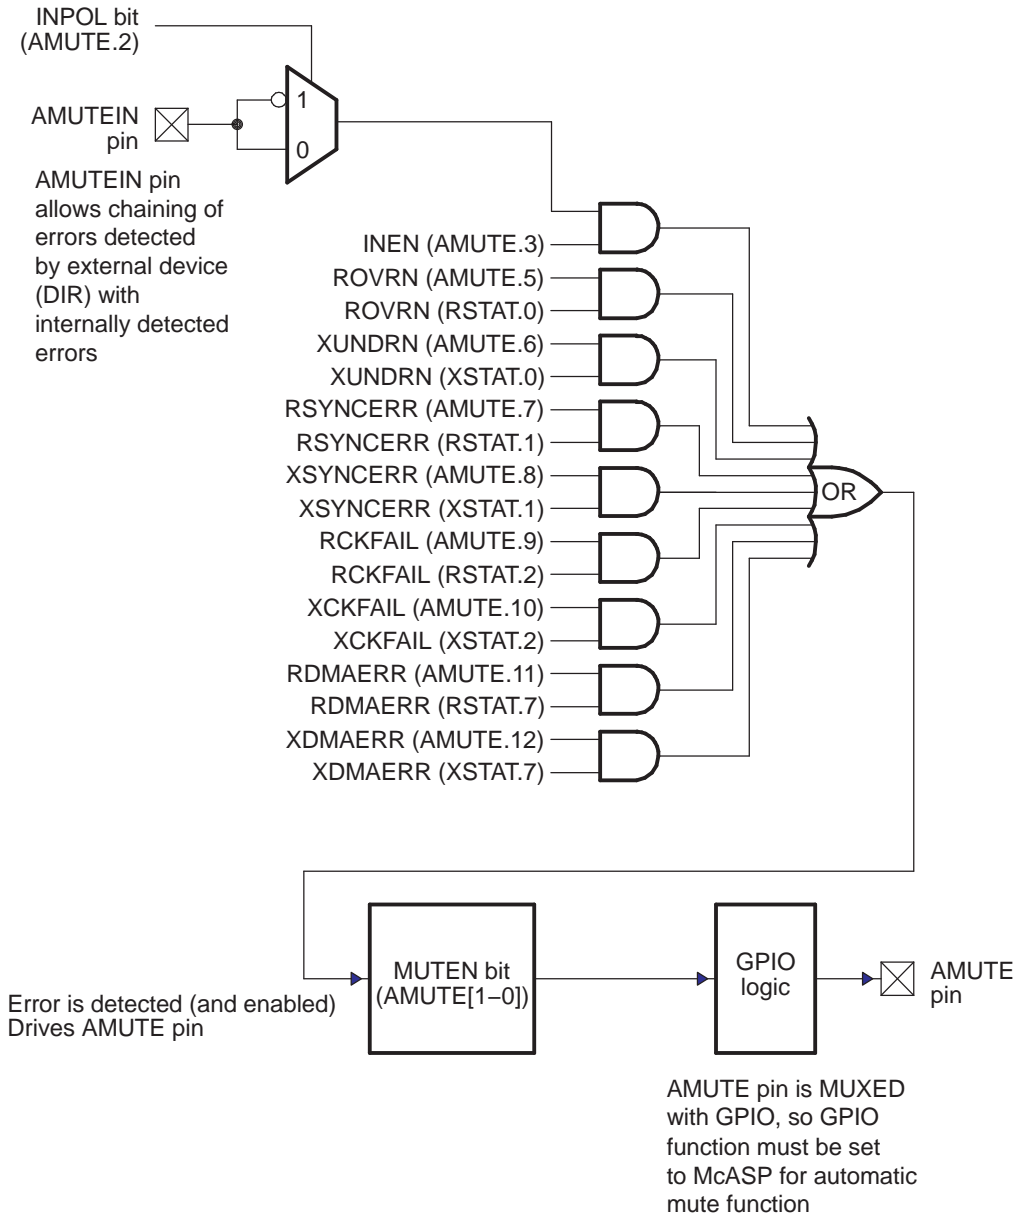 INPOL bit
(AMUTE.2)
1
AMUTEIN
pin
0
AMUTEIN pin
allows chaining of
errors detected
by external device
(DIR) with
internally detected
errors
INEN (AMUTE.3)
ROVRN (AMUTE.5)
ROVRN (RSTAT.0)
XUNDRN (AMUTE.6)
XUNDRN (XSTAT.0)
RSYNCERR (AMUTE.7)
RSYNCERR (RSTAT.1)
XSYNCERR (AMUTE.8)
XSYNCERR (XSTAT.1)
RCKFAIL (AMUTE.9)
RCKFAIL (RSTAT.2)
XCKFAIL (AMUTE.10)
XCKFAIL (XSTAT.2)
RDMAERR (AMUTE.11)
RDMAERR (RSTAT.7)
XDMAERR (AMUTE.12)
XDMAERR (XSTAT.7)
OR
Error is detected (and enabled)
Drives AMUTE pin
MUTEN bit
(AMUTE[1−0])
GPIO
logic
AMUTE
pin
AMUTE pin is MUXED
with GPIO, so GPIO
function must be set
to McASP for automatic
mute function